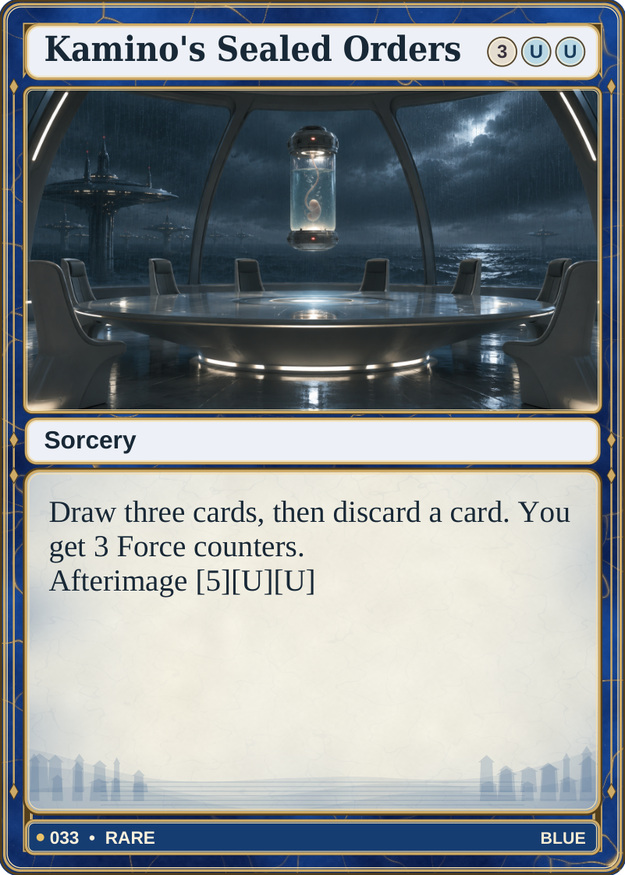 Kamino's Sealed Orders 3 U U
Sorcery
Draw three cards, then discard a card. You
get 3 Force counters.
Afterimage [5][U][U]
033 • RARE
BLUE